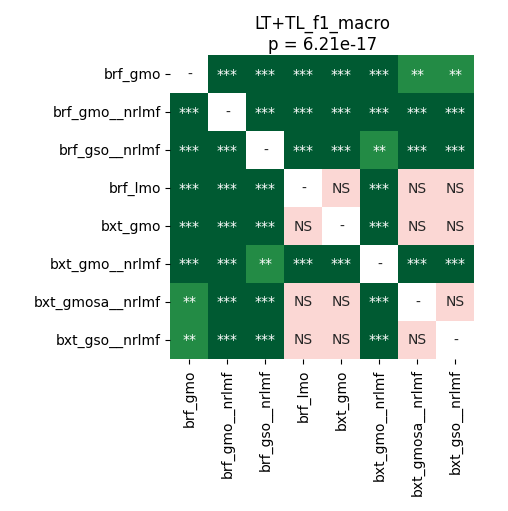 LT+TL_f1_macro
p = 6.21e-17
brf_gmo - *** *** *** *** *** ** **
brf_gmo__nrlmf *** - *** *** *** *** *** ***
brf_gso__nrlmf *** *** - *** *** ** *** ***
brf_lmo *** *** *** - NS *** NS NS
bxt_gmo *** *** *** NS - *** NS NS
bxt_gmo__nrlmf *** *** ** *** *** - *** ***
bxt_gmosa__nrlmf ** *** *** NS NS *** - NS
bxt_gso__nrlmf ** *** *** NS NS *** NS -
brf_gmo
brf_gmo__nrlmf
brf_gso__nrlmf
brf_lmo
bxt_gmo
bxt_gmo__nrlmf
bxt_gmosa__nrlmf
bxt_gso__nrlmf